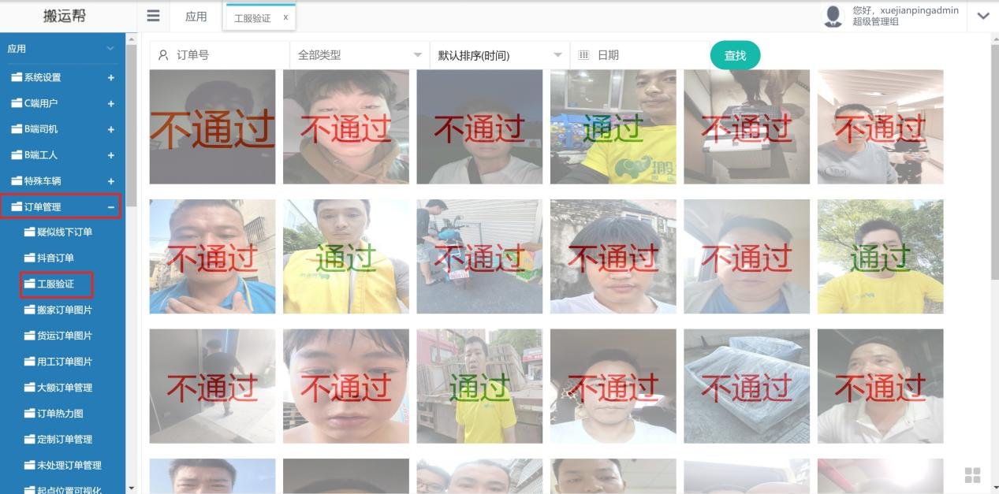 搬运帮
应用
工服验证 x
您好，xuejianpingadmin
超级管理组
应用
系统设置 +
C端用户 +
B端司机 +
B端工人 +
特殊车辆 +
订单管理 −
疑似线下订单
抖音订单
工服验证
搬家订单图片
货运订单图片
用工订单图片
大额订单管理
订单热力图
定制订单管理
未处理订单管理
起点位置可视化
订单号
全部类型
默认排序(时间)
日期
查找
不通过
不通过
不通过
通过
不通过
不通过
不通过
通过
不通过
不通过
不通过
通过
不通过
不通过
通过
不通过
不通过
不通过